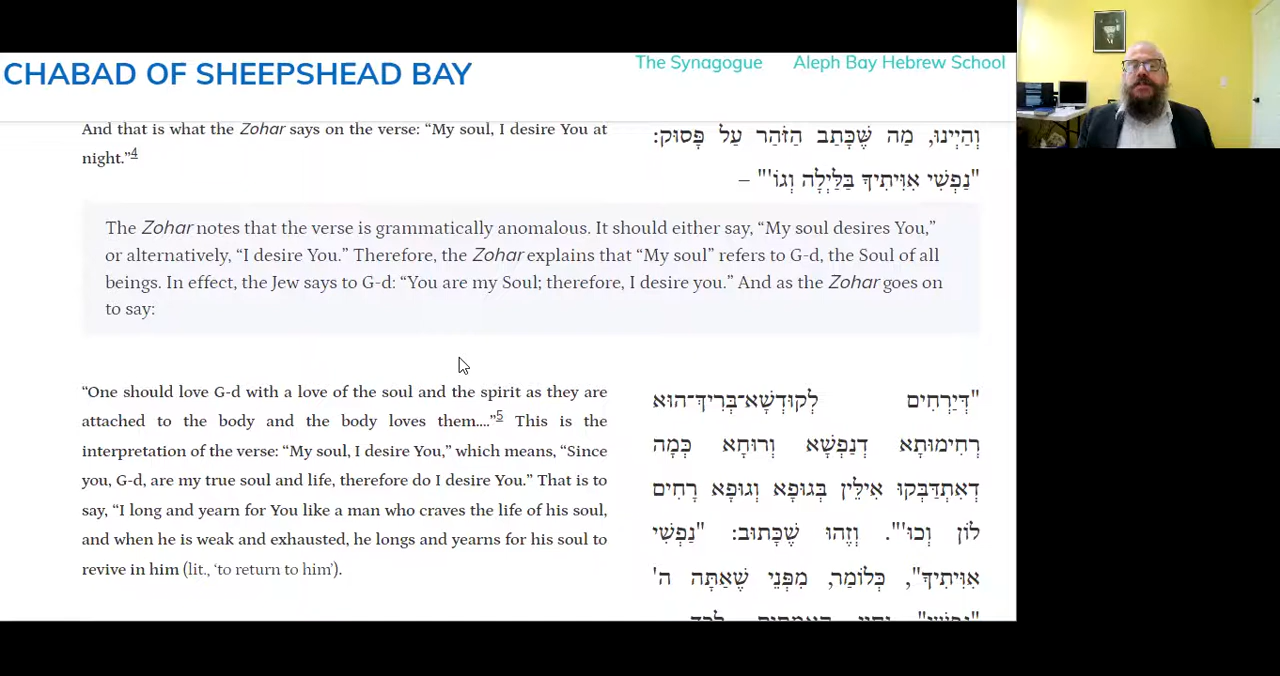 CHABAD OF SHEEPSHEAD BAY
The Synagogue Aleph Bay Hebrew School
And that is what the Zohar says on the verse: “My soul, I desire You at
night.”4
וְהַיְינוּ, מַה שֶּׁכָּתַב הַזֹּהַר עַל פָּסוּק:
"נַפְשִׁי אִוִּיתִיךָ בַּלַּיְלָה וְגוֹ'" –
The Zohar notes that the verse is grammatically anomalous. It should either say, “My soul desires You,”
or alternatively, “I desire You.” Therefore, the Zohar explains that “My soul” refers to G-d, the Soul of all
beings. In effect, the Jew says to G-d: “You are my Soul; therefore, I desire you.” And as the Zohar goes on
to say:
“One should love G-d with a love of the soul and the spirit as they are
attached to the body and the body loves them....”5 This is the
interpretation of the verse: “My soul, I desire You,” which means, “Since
you, G-d, are my true soul and life, therefore do I desire You.” That is to
say, “I long and yearn for You like a man who craves the life of his soul,
and when he is weak and exhausted, he longs and yearns for his soul to
revive in him (lit., ‘to return to him’).
"דְּיַרְחִים לְקוּדְשָׁא־בְּרִיךְ־הוּא
רְחִימוּתָא דְנַפְשָׁא וְרוּחָא כְּמָה
דְּאִתְדַּבְּקוּ אִילֵּין בְּגוּפָא וְגוּפָא רָחִים
לוֹן וְכוּ'". וְזֶהוּ שֶׁכָּתוּב: "נַפְשִׁי
אִוִּיתִיךָ", כְּלוֹמַר, מִפְּנֵי שֶׁאַתָּה ה'